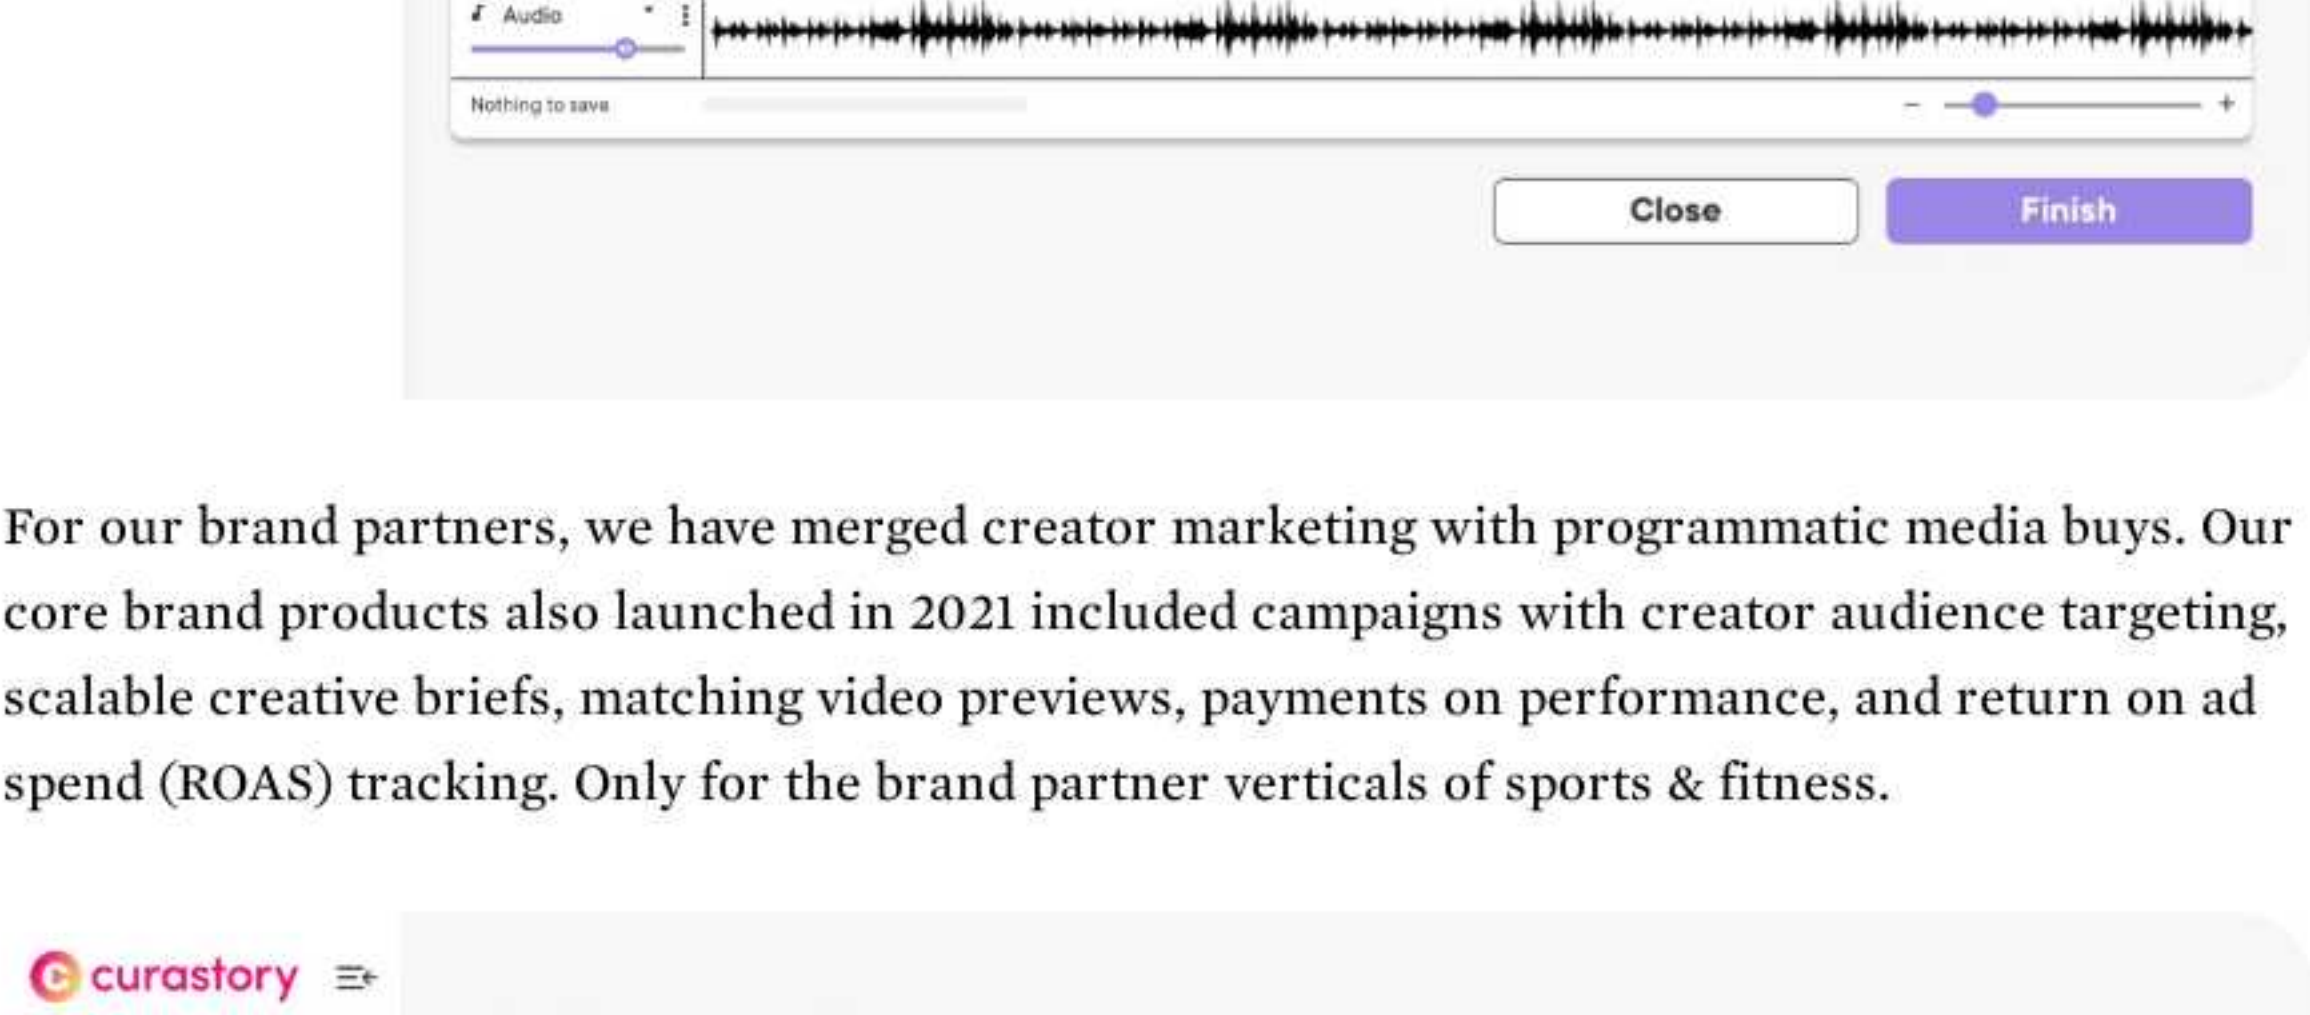 Audio
Nothing to save
Close
Finish
For our brand partners, we have merged creator marketing with programmatic media buys. Our
core brand products also launched in 2021 included campaigns with creator audience targeting,
scalable creative briefs, matching video previews, payments on performance, and return on ad
spend (ROAS) tracking. Only for the brand partner verticals of sports & fitness.
curastory